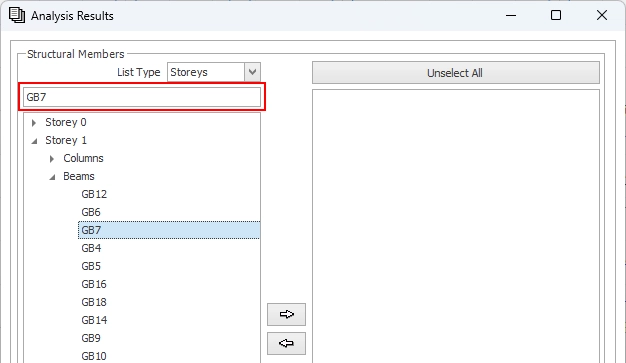 Analysis Results
Structural Members
List Type Storeys
Unselect All
GB7
Storey 0
Storey 1
Columns
Beams
GB12
GB6
GB7
GB4
GB5
GB16
GB18
GB14
GB9
GB10